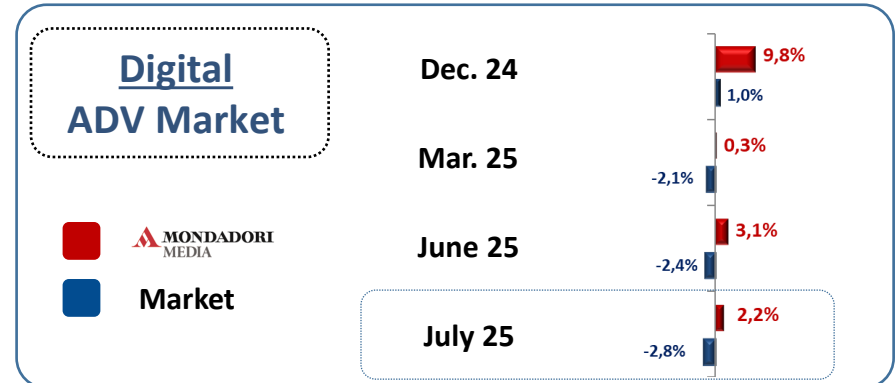 Digital
ADV Market
MONDADORI
MEDIA
Market
Dec. 24
9,8%
1,0%
Mar. 25
0,3%
-2,1%
June 25
3,1%
-2,4%
July 25
2,2%
-2,8%